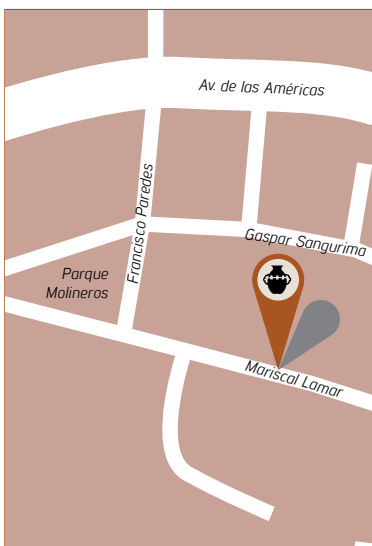 Av. de las Américas
Francisco Paredes
Gaspar Sangurima
Parque
Molineros
Mariscal Lamar